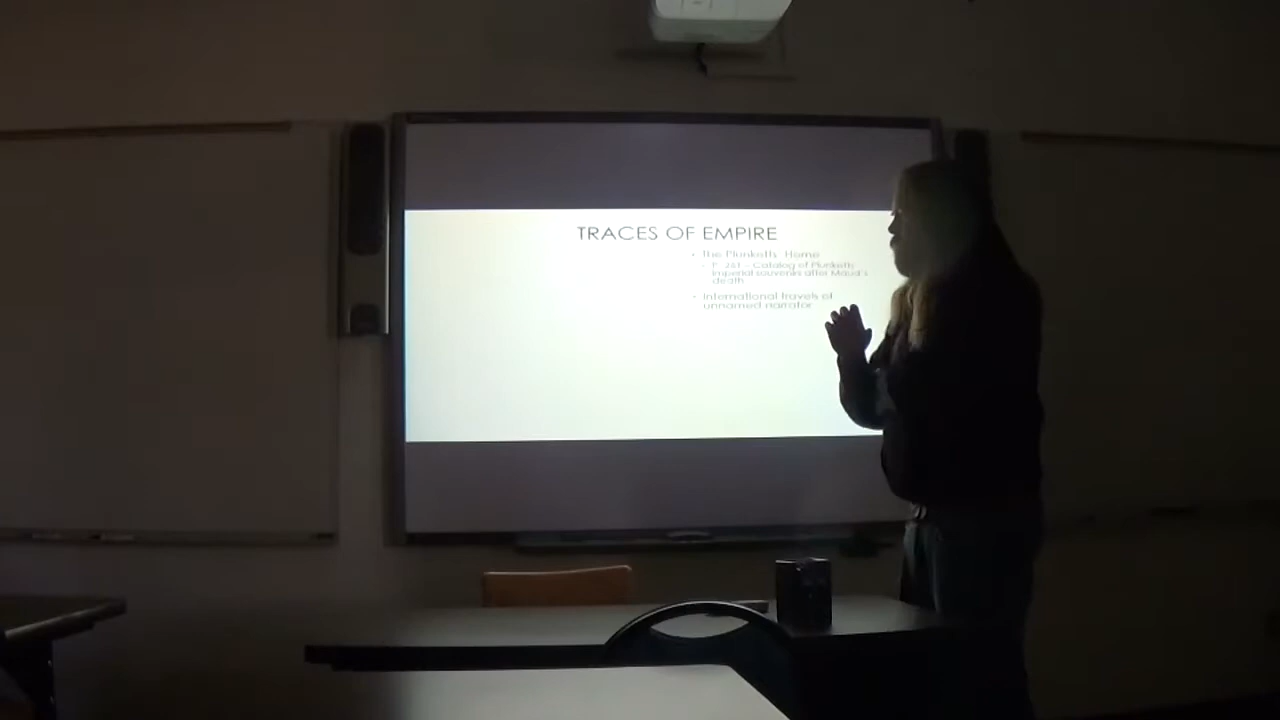 TRACES OF EMPIRE
• The Plunketts' Home
– P. 261 – Catalog of Plunketts
imperial souvenirs after Maud's
death
• International travels of
unnamed narrator